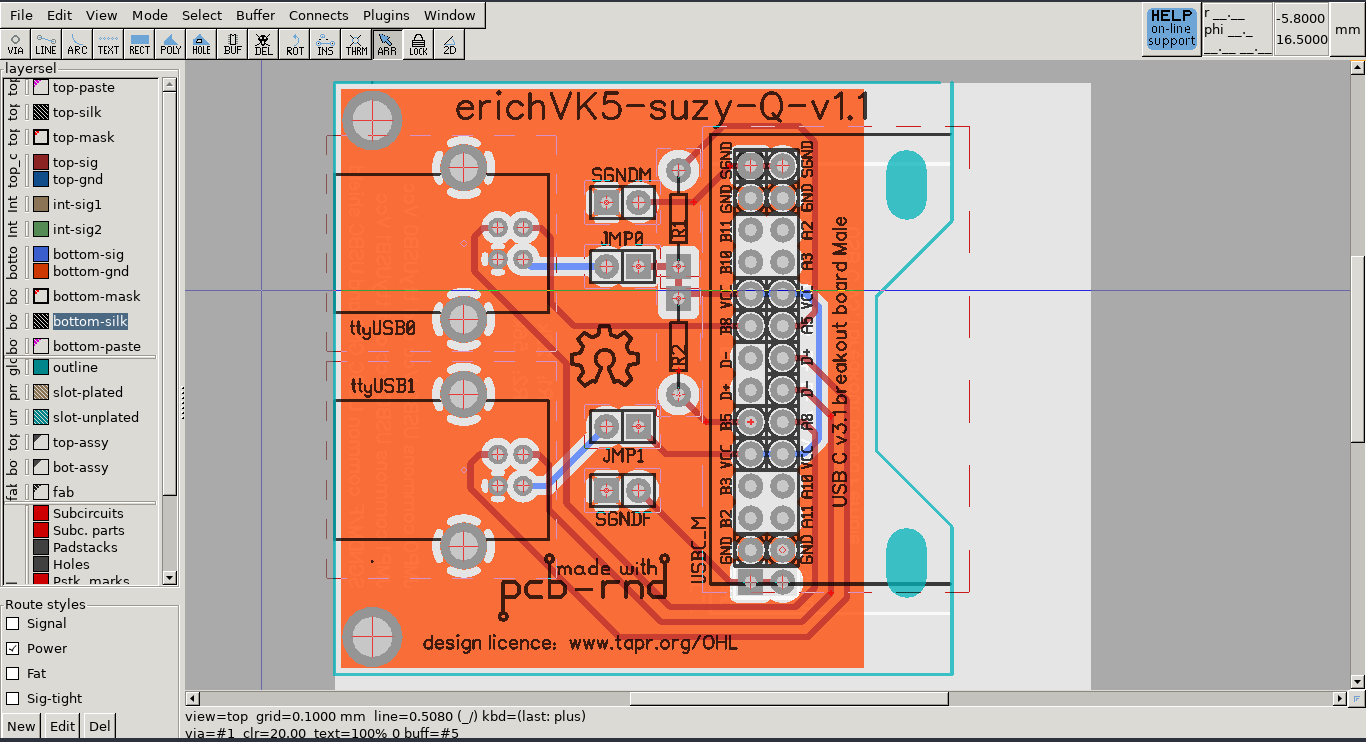 File Edit View Mode Select Buffer Connects Plugins Window
HELP
on-line
support
r __.__
phi __._
__.__ __.__
-5.8000
16.5000
mm
VIA LINE ARC TEXT RECT POLY HOLE BUF DEL ROT INS THRM ARR LOCK 2D
layersel
top-paste
top-silk
top-mask
top-sig
top-gnd
int-sig1
int-sig2
bottom-sig
bottom-gnd
bottom-mask
bottom-silk
bottom-paste
outline
slot-plated
slot-unplated
top-assy
bot-assy
fab
Subcircuits
Subc. parts
Padstacks
Holes
Pstk. marks
Route styles
Signal
Power
Fat
Sig-tight
New Edit Del
erichVK5-suzy-Q-v1.1
SGNDM
JMP0
R1
ttyUSB0
R2
ttyUSB1
JMP1
SGNDF
USBC_M
SGND
GND
B11
B10
VCC
B8
D-
D+
B5
VCC
B3
B2
GND
SGND
GND
A2
A3
VCC
A5
D+
D-
A8
VCC
A10
A11
GND
USB C v3.1breakout board Male
made with
pcb-rnd
design licence: www.tapr.org/OHL
view=top grid=0.1000 mm line=0.5080 (_/) kbd=(last: plus)
via=#1 clr=20.00 text=100% 0 buff=#5